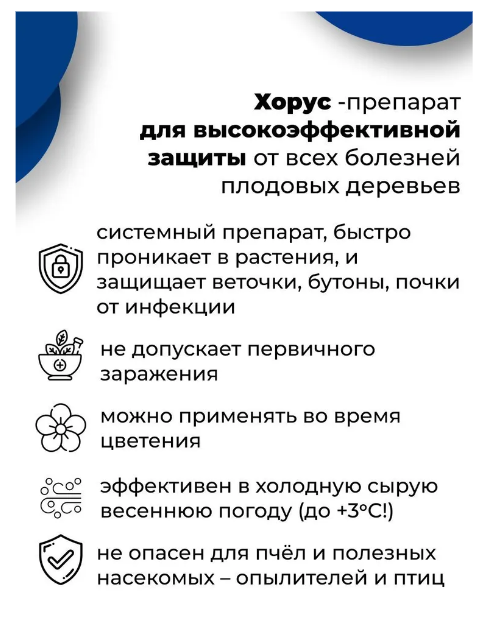 Хорус -препарат
для высокоэффективной
защиты от всех болезней
плодовых деревьев
системный препарат, быстро
проникает в растения, и
защищает веточки, бутоны, почки
от инфекции
не допускает первичного
заражения
можно применять во время
цветения
эффективен в холодную сырую
весеннюю погоду (до +3°С!)
не опасен для пчёл и полезных
насекомых – опылителей и птиц